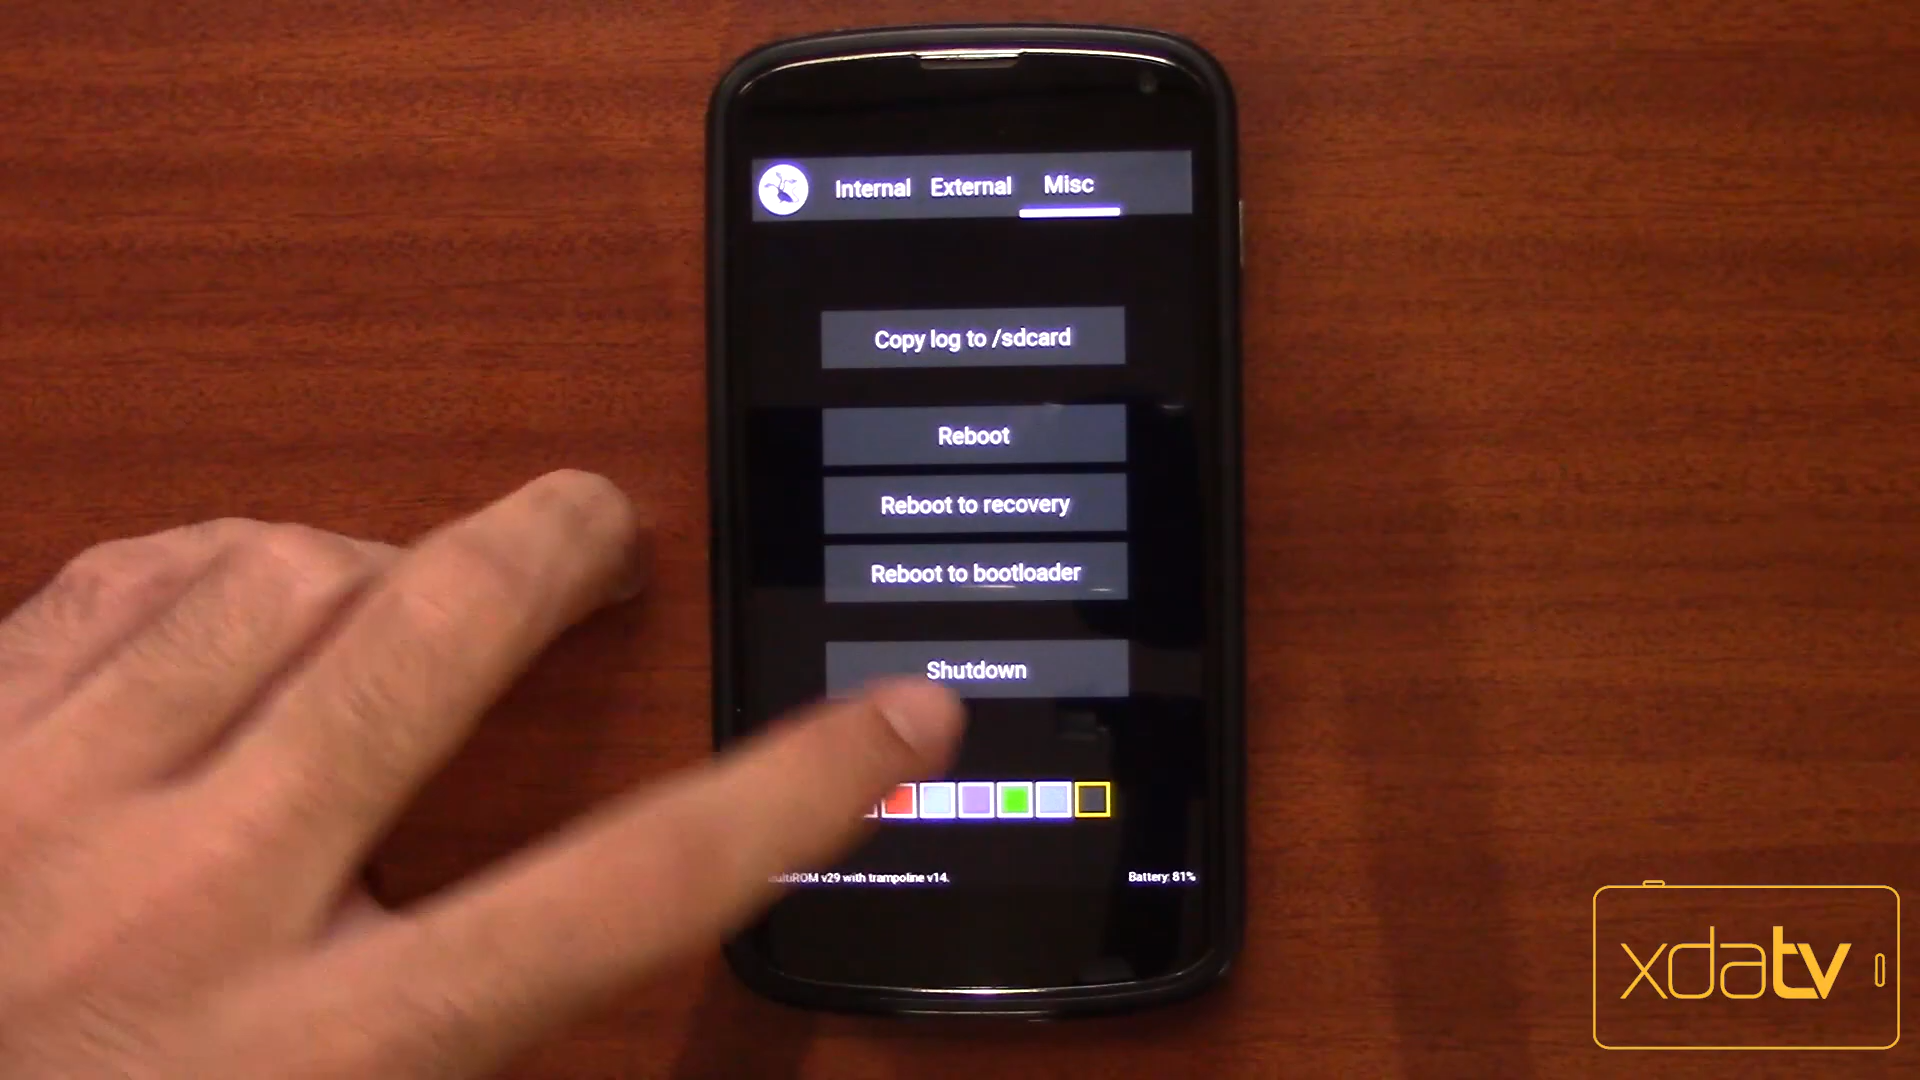 Internal External Misc
Copy log to /sdcard
Reboot
Reboot to recovery
Reboot to bootloader
Shutdown
v29 with trampoline v14.
Battery: 81%
xdatv